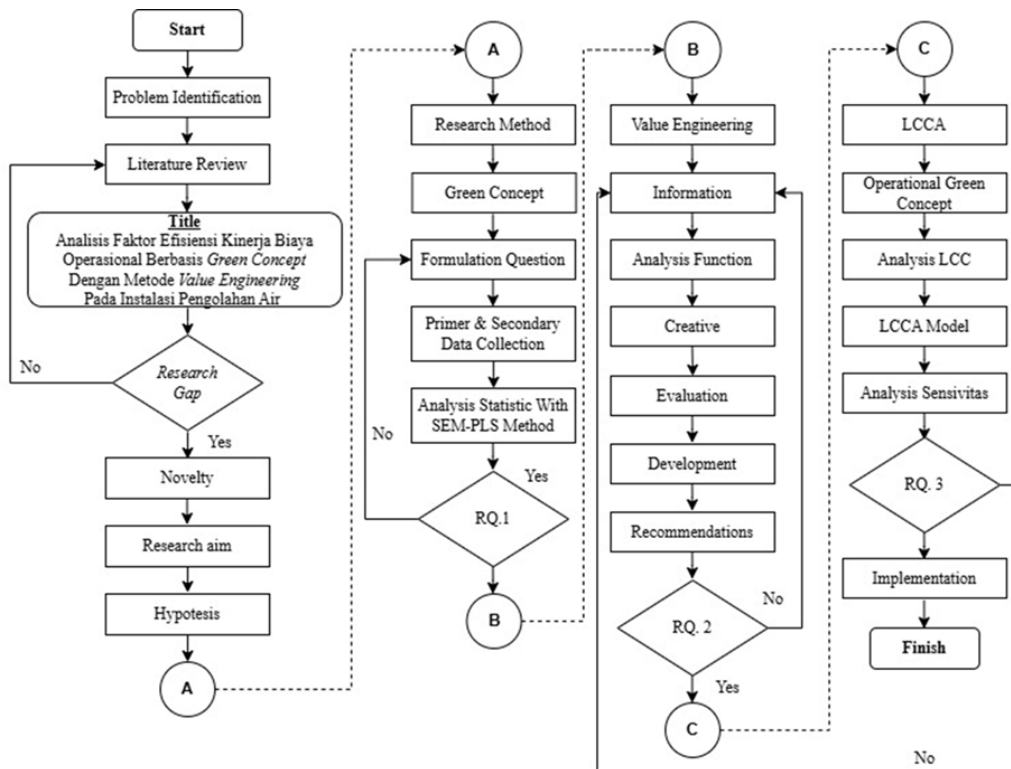 Start
Problem Identification
Literature Review
Title
Analisis Faktor Efisiensi Kinerja Biaya
Operasional Berbasis Green Concept
Dengan Metode Value Engineering
Pada Instalasi Pengolahan Air
No
Research
Gap
Yes
Novelty
Research aim
Hypotesis
A
A
Research Method
Green Concept
Formulation Question
Primer & Secondary
Data Collection
Analysis Statistic With
SEM-PLS Method
No
Yes
RQ.1
B
B
Value Engineering
Information
Analysis Function
Creative
Evaluation
Development
Recommendations
No
RQ. 2
Yes
C
C
LCCA
Operational Green
Concept
Analysis LCC
LCCA Model
Analysis Sensivitas
RQ. 3
Implementation
Finish
No